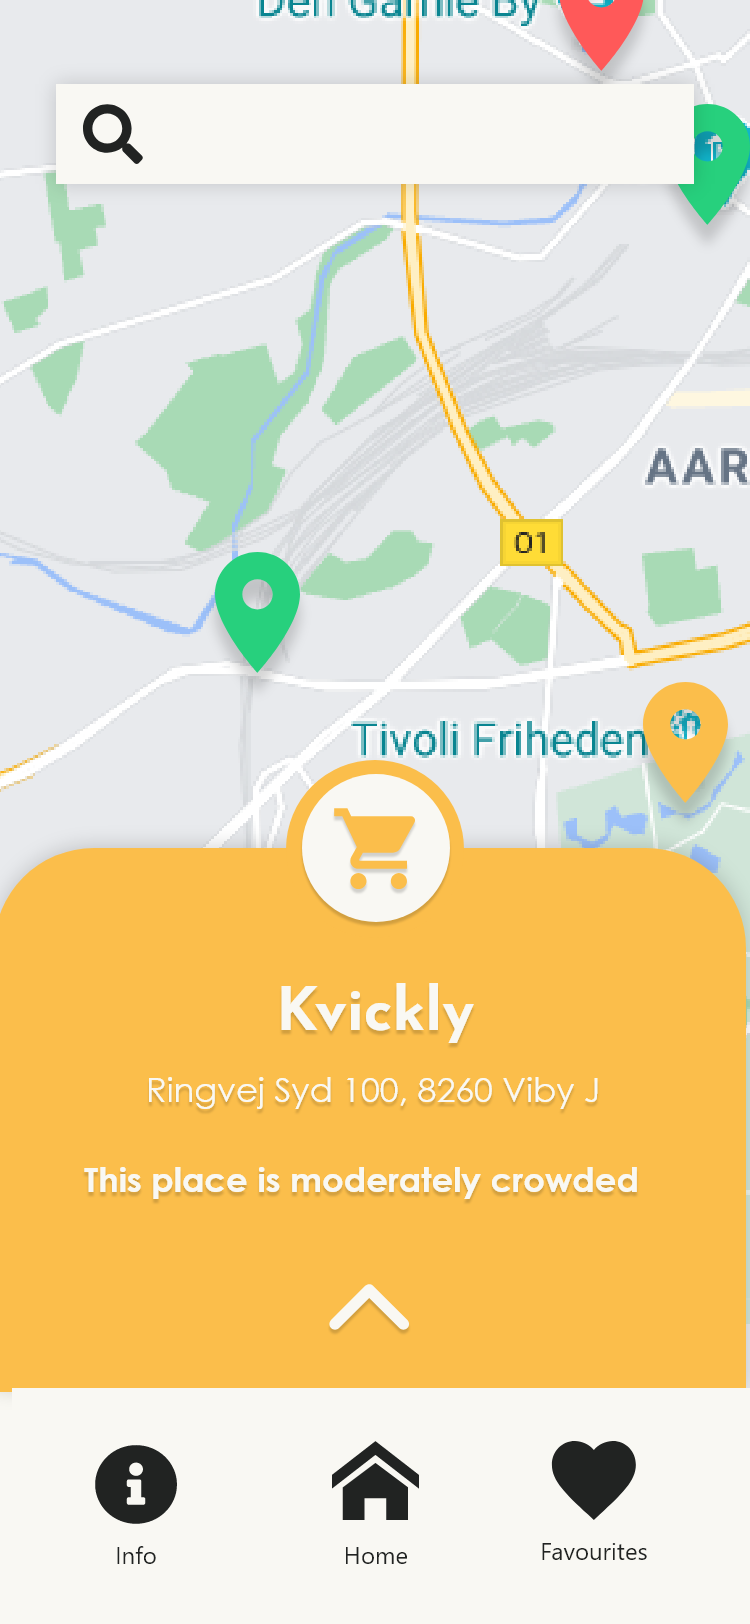 Den Gamle By
AAR
01
Tivoli Friheden
Kvickly
Ringvej Syd 100, 8260 Viby J
This place is moderately crowded
Info
Home
Favourites